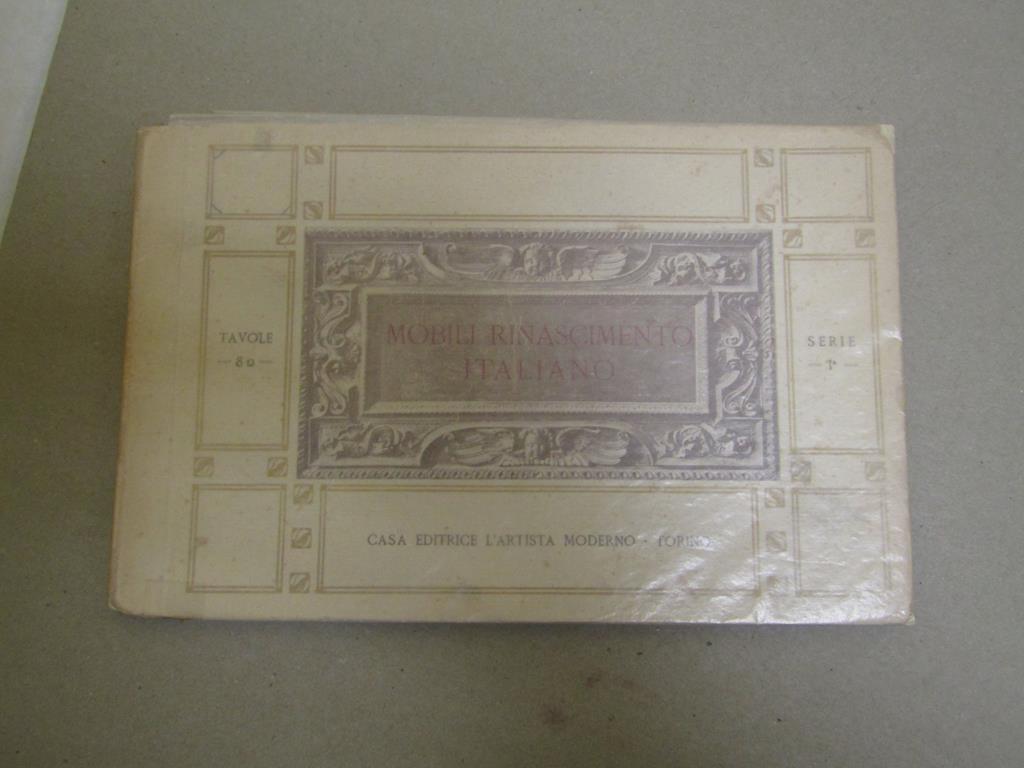 MOBILI RINASCIMENTO
ITALIANO
TAVOLE
— 80 —
SERIE
— 1ª —
CASA EDITRICE L'ARTISTA MODERNO - TORINO